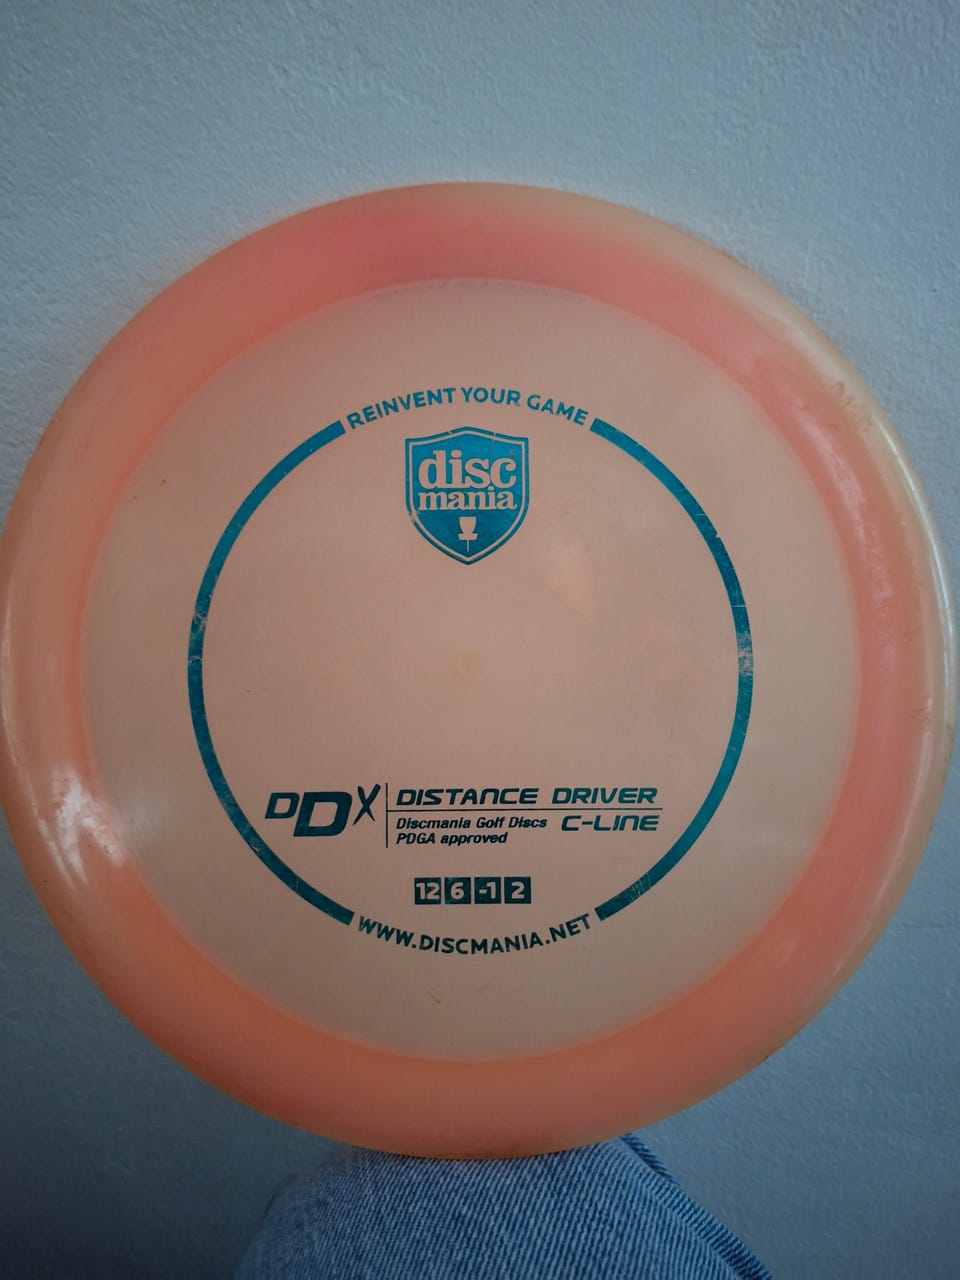 REINVENT YOUR GAME
disc
mania
DDX
DISTANCE DRIVER
Discmania Golf Discs C-LINE
PDGA approved
12 6 -1 2
WWW.DISCMANIA.NET